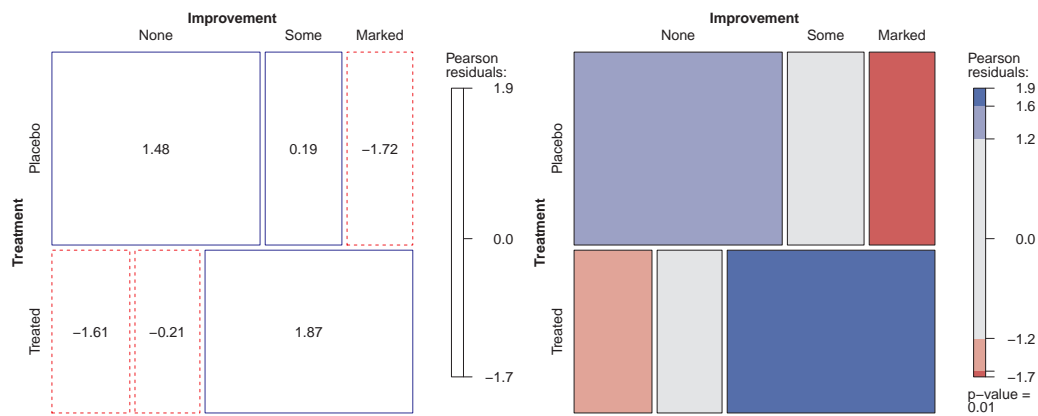 Improvement
None Some Marked
Treatment
Placebo
Treated
1.48 0.19 −1.72
−1.61 −0.21 1.87
Pearson
residuals:
1.9
0.0
−1.7
Improvement
None Some Marked
Treatment
Placebo
Treated
Pearson
residuals:
1.9
1.6
1.2
0.0
−1.2
−1.7
p−value =
0.01